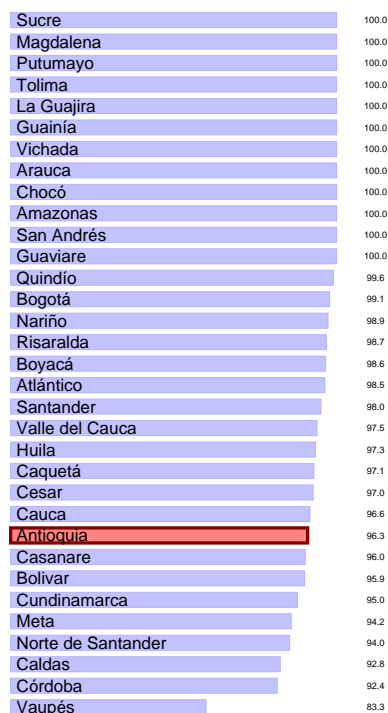 Sucre 100.0
Magdalena 100.0
Putumayo 100.0
Tolima 100.0
La Guajira 100.0
Guainía 100.0
Vichada 100.0
Arauca 100.0
Chocó 100.0
Amazonas 100.0
San Andrés 100.0
Guaviare 100.0
Quindío 99.6
Bogotá 99.1
Nariño 98.9
Risaralda 98.7
Boyacá 98.6
Atlántico 98.5
Santander 98.0
Valle del Cauca 97.5
Huila 97.3
Caquetá 97.1
Cesar 97.0
Cauca 96.6
Antioquia 96.3
Casanare 96.0
Bolivar 95.9
Cundinamarca 95.0
Meta 94.2
Norte de Santander 94.0
Caldas 92.8
Córdoba 92.4
Vaupés 83.3